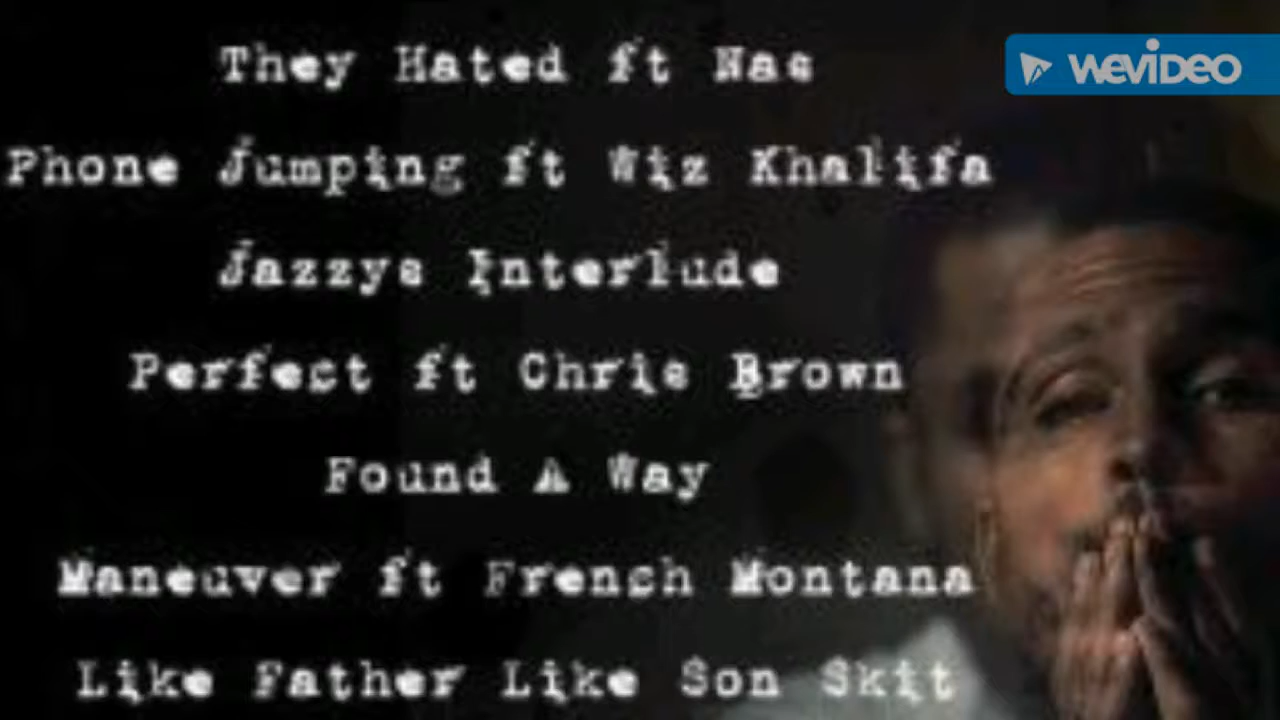 They Hated ft Nas
WEVIDEO
Phone Jumping ft Wiz Khalifa
Jazzys Interlude
Perfect ft Chris Brown
Found A Way
Maneuver ft French Montana
Like Father Like Son Skit